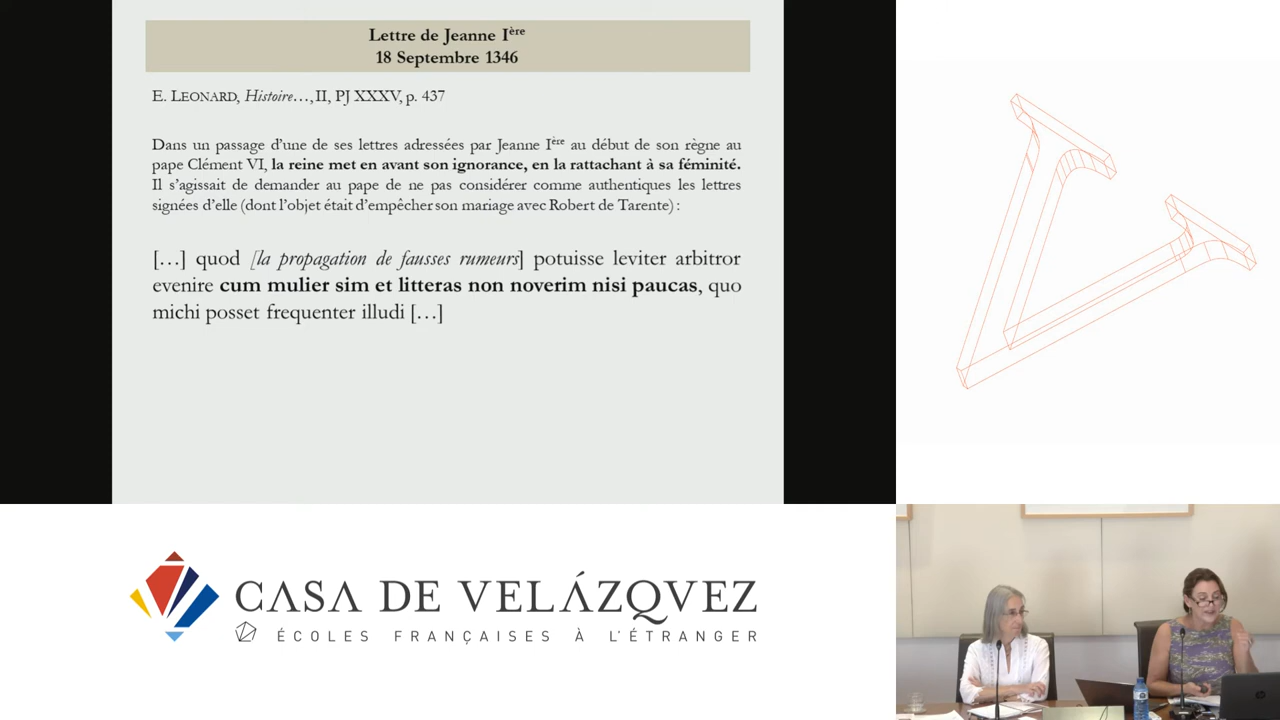 Lettre de Jeanne Ière
18 Septembre 1346
E. LEONARD, Histoire…, II, PJ XXXV, p. 437
Dans un passage d’une de ses lettres adressées par Jeanne Ière au début de son règne au
pape Clément VI, la reine met en avant son ignorance, en la rattachant à sa féminité.
Il s’agissait de demander au pape de ne pas considérer comme authentiques les lettres
signées d’elle (dont l’objet était d’empêcher son mariage avec Robert de Tarente) :
[…] quod [la propagation de fausses rumeurs] potuisse leviter arbitror
evenire cum mulier sim et litteras non noverim nisi paucas, quo
michi posset frequenter illudi […]
CASA DE VELÁZQVEZ
ÉCOLES FRANÇAISES À L'ÉTRANGER